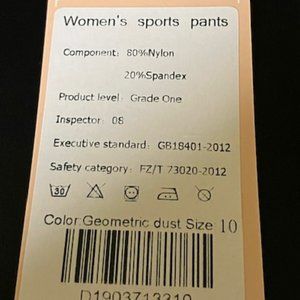 Women's sports pants
Component: 80%Nylon
20%Spandex
Product level: Grade One
Inspector: 08
Executive standard: GB18401-2012
Safety category: FZ/T 73020-2012
30
Color:Geometric dust Size 10
D1903713310